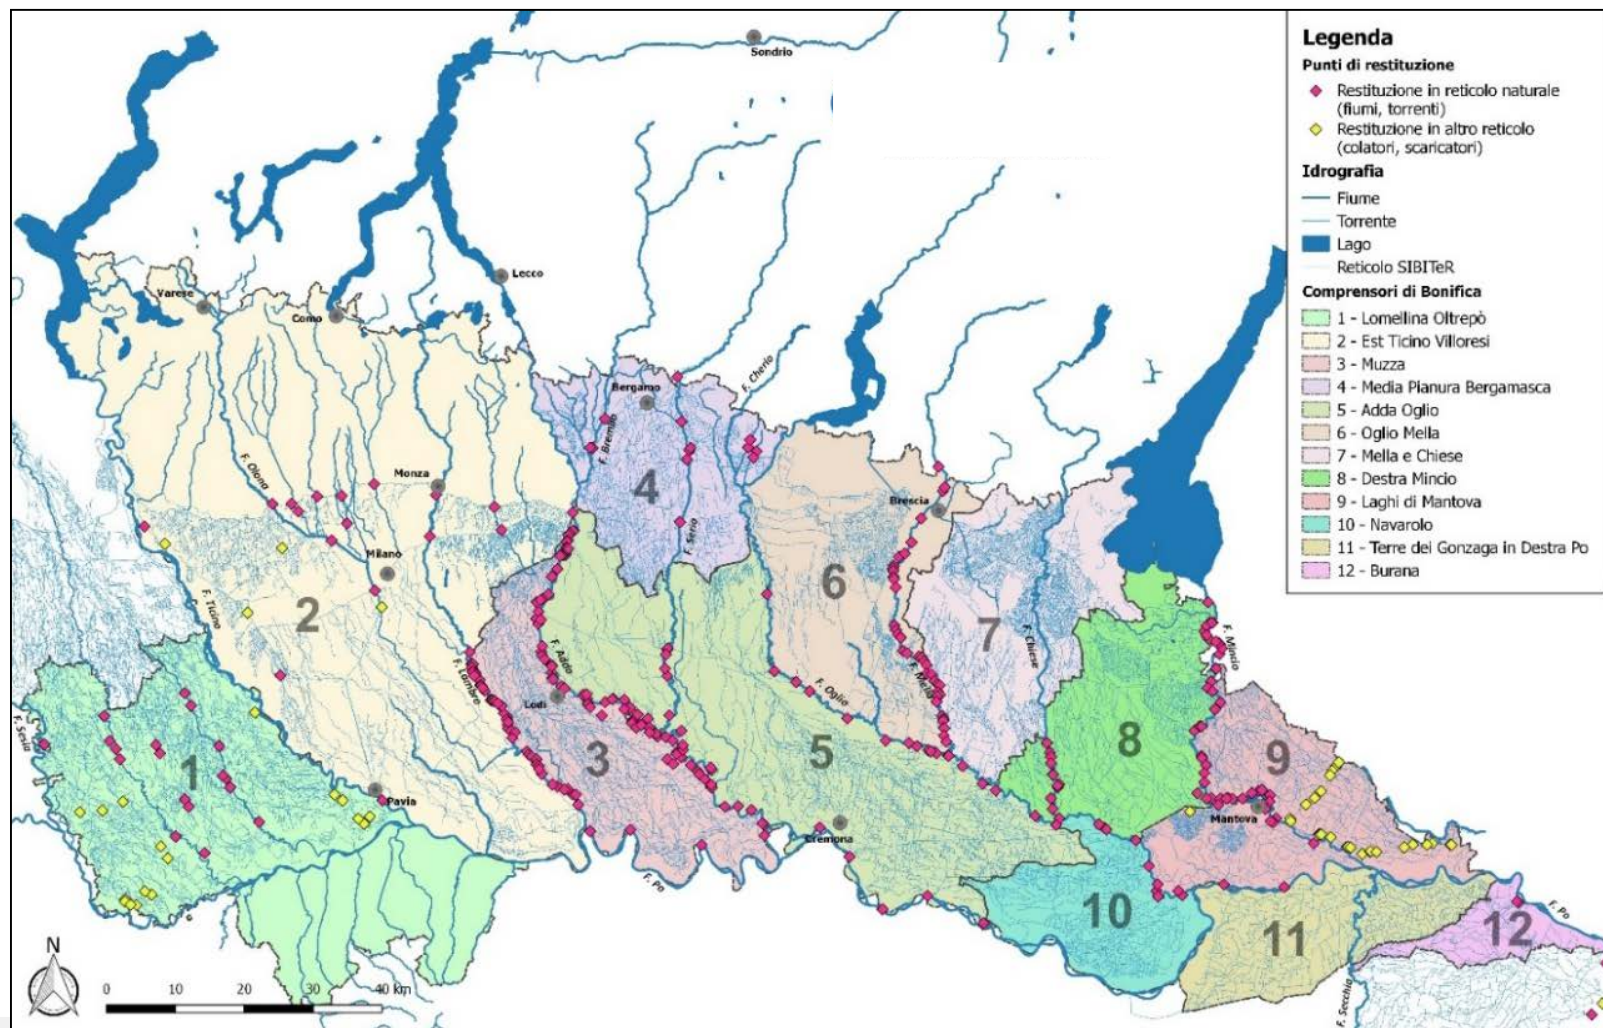 Sondrio
Lecco
Varese
Como
Bergamo
F. Cherio
F. Brembo
F. Olona
Monza
4
Brescia
F. Serio
Milano
6
F. Ticino
2
7
F. Chiese
F. Mincio
F. Adda
F. Lambro
F. Mella
F. Oglio
Lodi
F. Sesia
1
3
5
8
9
Pavia
Mantova
Cremona
F. Po
10
11
12
F. Po
F. Secchia
N
0 10 20 30 40 km
Legenda
Punti di restituzione
Restituzione in reticolo naturale
(fiumi, torrenti)
Restituzione in altro reticolo
(colatori, scaricatori)
Idrografia
Fiume
Torrente
Lago
Reticolo SIBITeR
Comprensori di Bonifica
1 - Lomellina Oltrepò
2 - Est Ticino Villoresi
3 - Muzza
4 - Media Pianura Bergamasca
5 - Adda Oglio
6 - Oglio Mella
7 - Mella e Chiese
8 - Destra Mincio
9 - Laghi di Mantova
10 - Navarolo
11 - Terre dei Gonzaga in Destra Po
12 - Burana